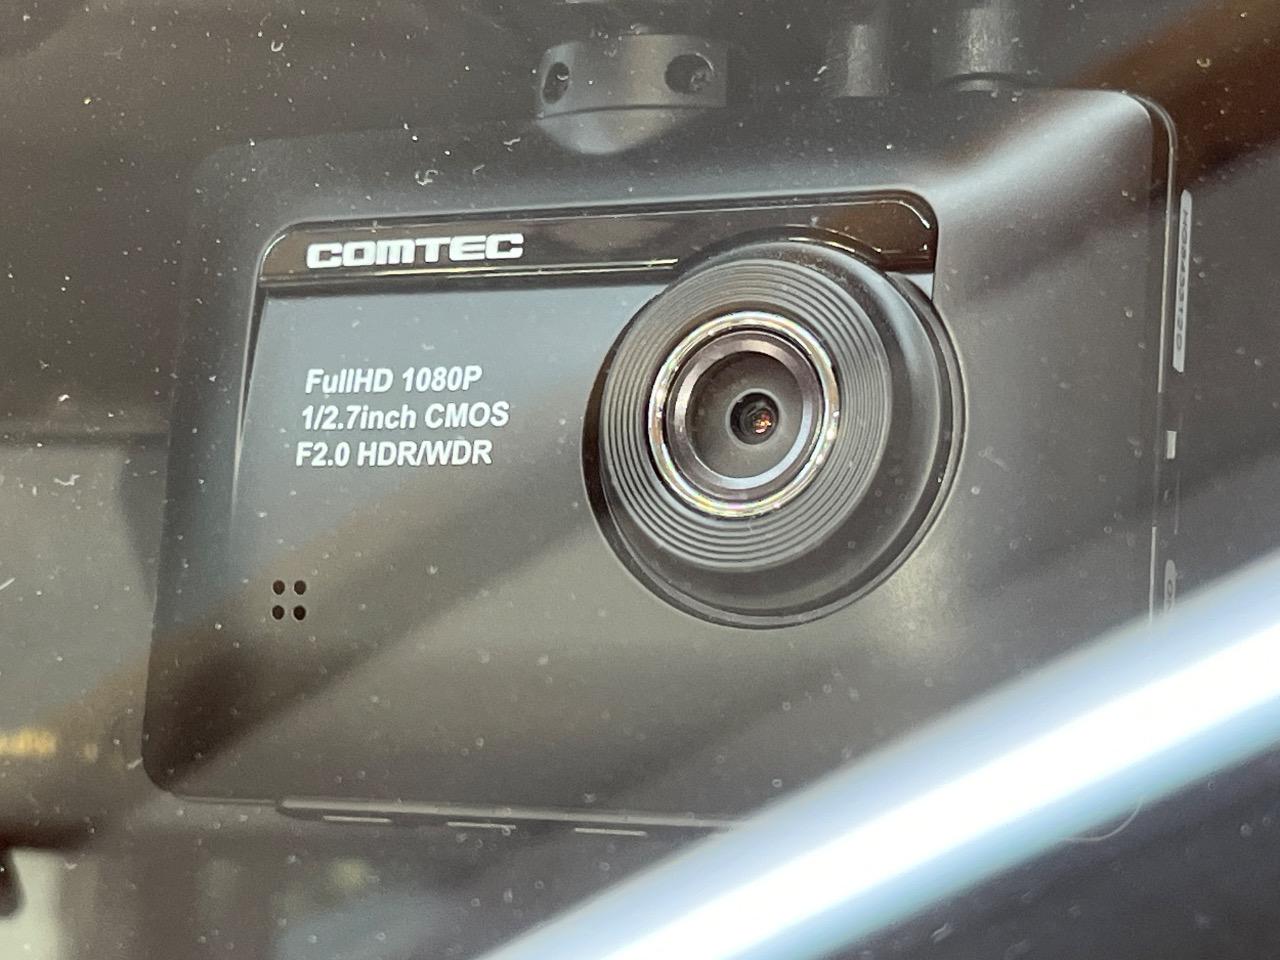 COMTEC
FullHD 1080P
1/2.7inch CMOS
F2.0 HDR/WDR